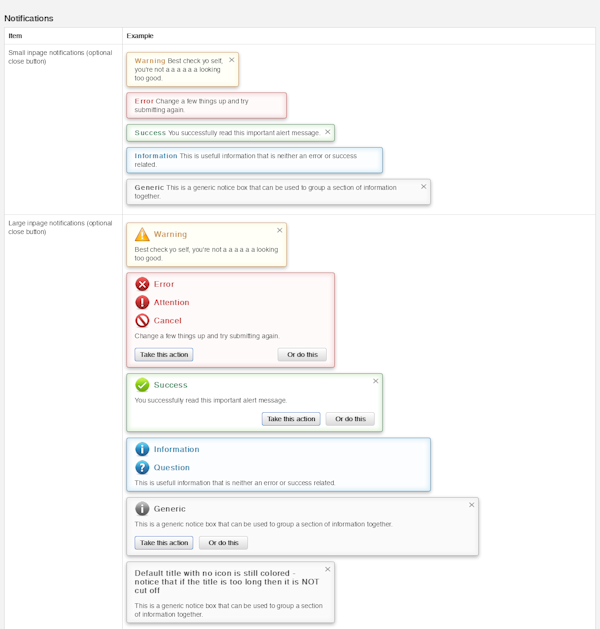 Notifications
Item Example
Small inpage notifications (optional
close button)
Warning Best check yo self,
you're not a a a a a a looking
too good.
Error Change a few things up and try
submitting again.
Success You successfully read this important alert message.
Information This is usefull information that is neither an error or success
related.
Generic This is a generic notice box that can be used to group a section of information
together.
Large inpage notifications (optional
close button)
Warning
Best check yo self, you're not a a a a a a looking
too good.
Error
Attention
Cancel
Change a few things up and try submitting again.
Take this action Or do this
Success
You successfully read this important alert message.
Take this action Or do this
Information
Question
This is usefull information that is neither an error or success related.
Generic
This is a generic notice box that can be used to group a section of information together.
Take this action Or do this
Default title with no icon is still colored -
notice that if the title is too long then it is NOT
cut off
This is a generic notice box that can be used to group a section
of information together.